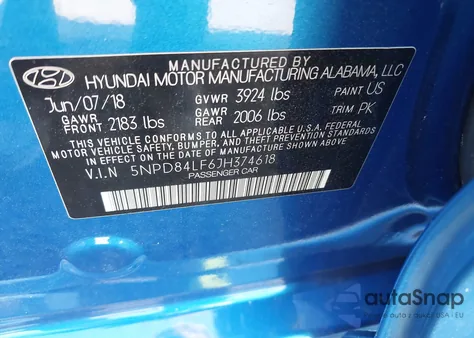 MANUFACTURED BY
HYUNDAI MOTOR MANUFACTURING ALABAMA, LLC
Jun/07/18 GVWR 3924 lbs PAINT US
GAWR FRONT 2183 lbs GAWR REAR 2006 lbs TRIM PK
THIS VEHICLE CONFORMS TO ALL APPLICABLE U.S.A. FEDERAL
MOTOR VEHICLE SAFETY, BUMPER, AND THEFT PREVENTION STANDARDS
IN EFFECT ON THE DATE OF MANUFACTURE SHOWN ABOVE.
V.I.N 5NPD84LF6JH374618
PASSENGER CAR
autoSnap